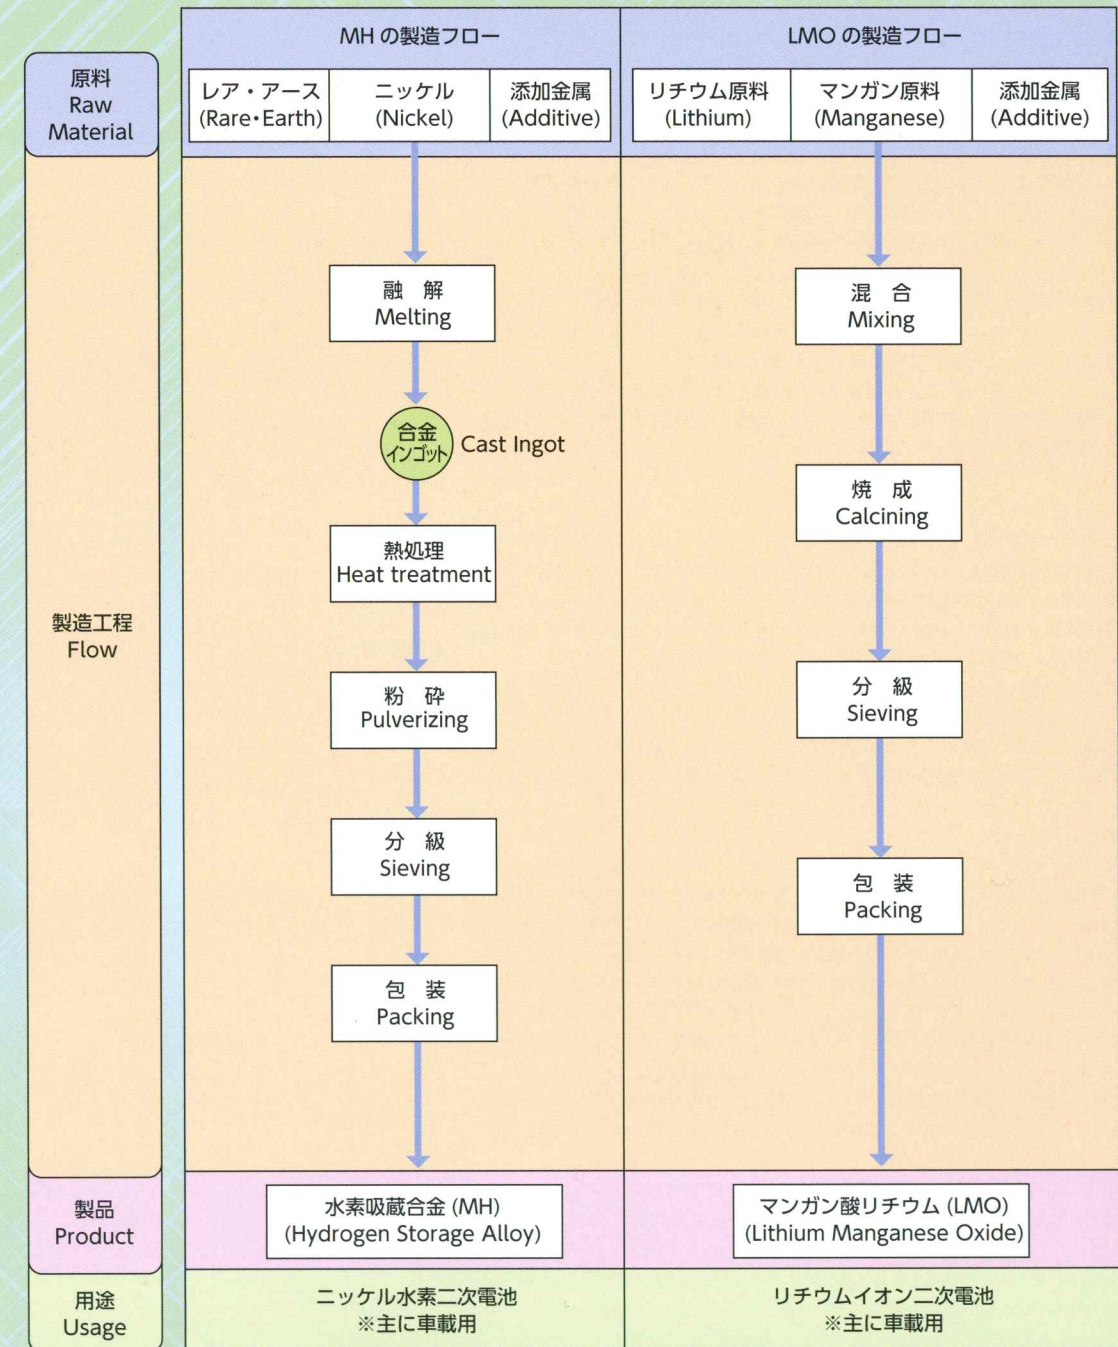 MH の製造フロー
LMO の製造フロー
原料
Raw
Material
レア・アース
(Rare・Earth)
ニッケル
(Nickel)
添加金属
(Additive)
リチウム原料
(Lithium)
マンガン原料
(Manganese)
添加金属
(Additive)
製造工程
Flow
融 解
Melting
合金
インゴット
Cast Ingot
熱処理
Heat treatment
粉 砕
Pulverizing
分 級
Sieving
包 装
Packing
混 合
Mixing
焼 成
Calcining
分 級
Sieving
包 装
Packing
製品
Product
水素吸蔵合金 (MH)
(Hydrogen Storage Alloy)
マンガン酸リチウム (LMO)
(Lithium Manganese Oxide)
用途
Usage
ニッケル水素二次電池
※主に車載用
リチウムイオン二次電池
※主に車載用